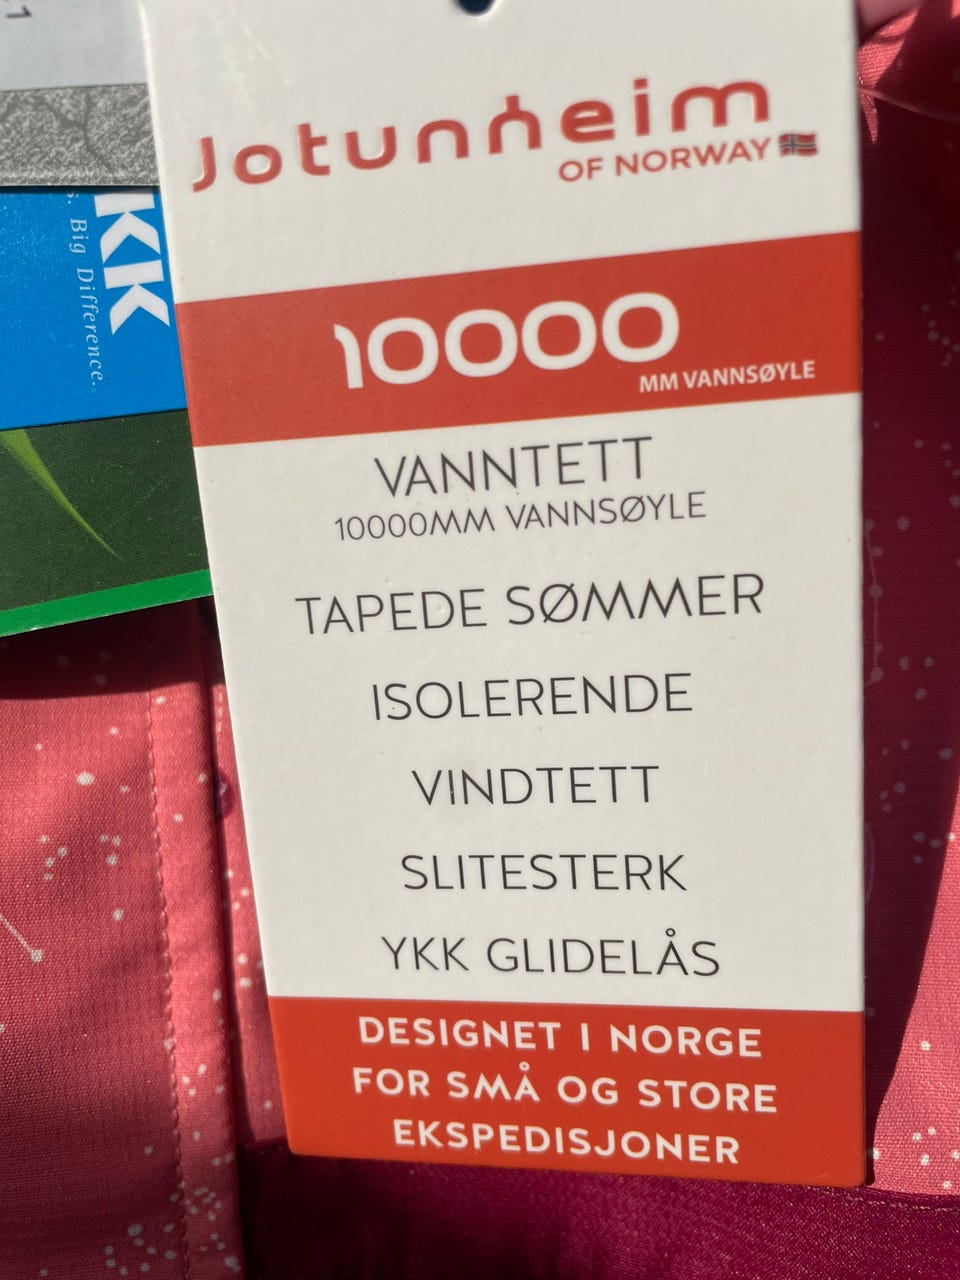 Jotunheim
OF NORWAY
10000
MM VANNSØYLE
VANNTETT
10000MM VANNSØYLE
TAPEDE SØMMER
ISOLERENDE
VINDTETT
SLITESTERK
YKK GLIDELÅS
DESIGNET I NORGE
FOR SMÅ OG STORE
EKSPEDISJONER
KK
Big Difference.